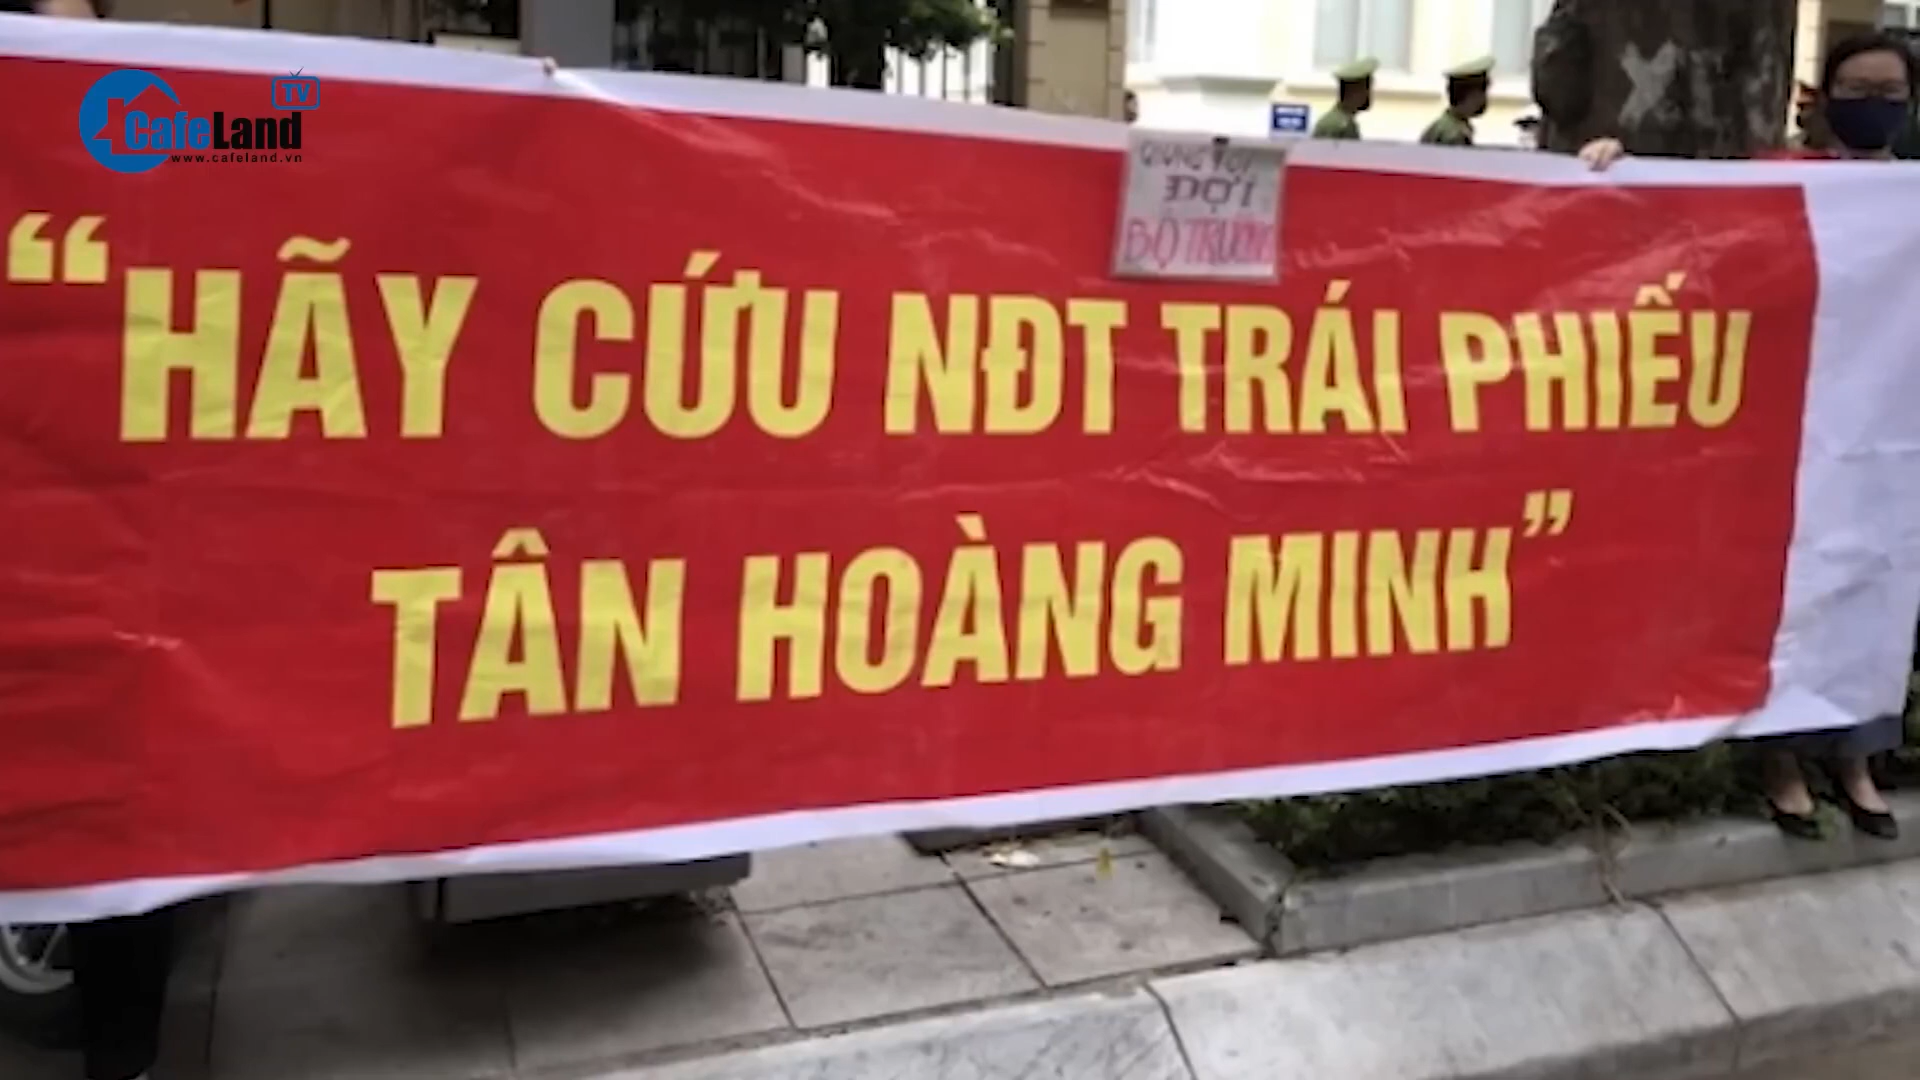 CafeLand TV
www.cafeland.vn
ĐỢI
BỘ TRƯỞNG
“HÃY CỨU NĐT TRÁI PHIẾU
TÂN HOÀNG MINH”